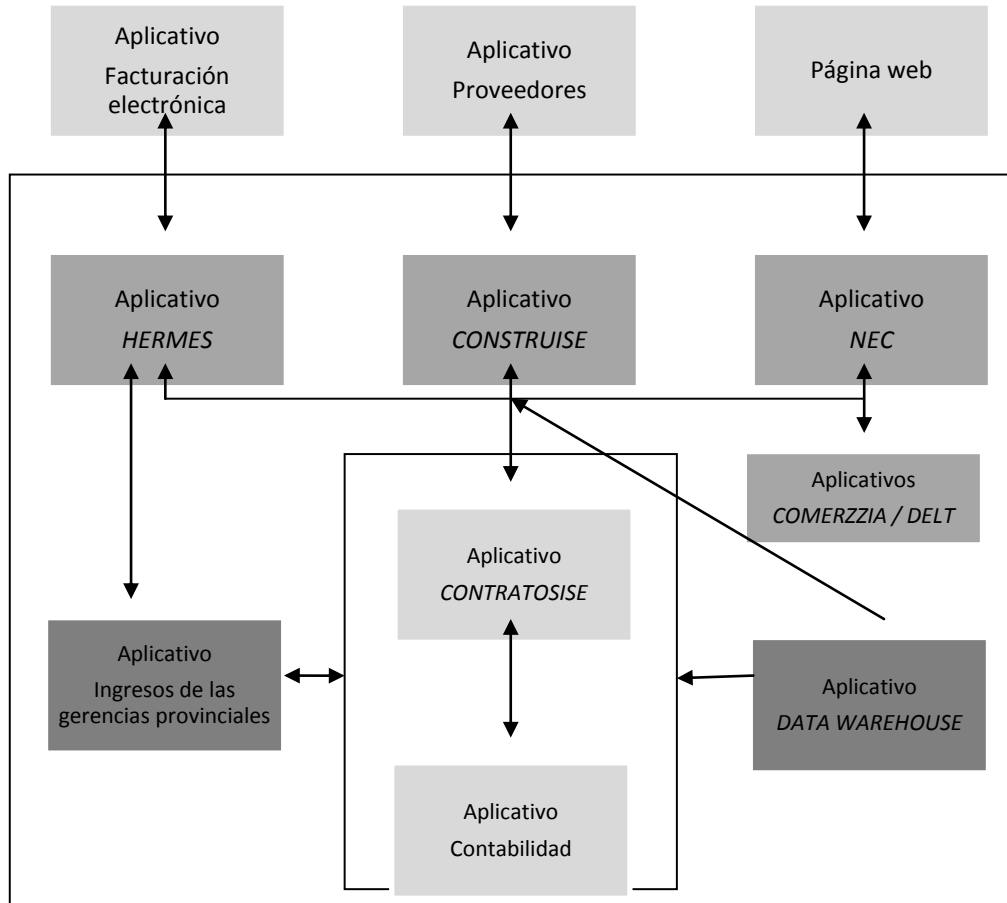 Aplicativo
Facturación
electrónica
Aplicativo
Proveedores
Página web
Aplicativo
HERMES
Aplicativo
CONSTRUISE
Aplicativo
NEC
Aplicativos
COMERZZIA / DELT
Aplicativo
CONTRATOSISE
Aplicativo
Ingresos de las
gerencias provinciales
Aplicativo
DATA WAREHOUSE
Aplicativo
Contabilidad